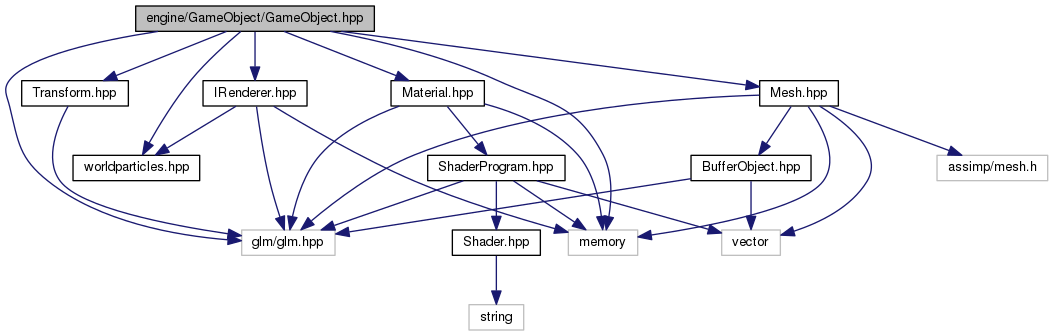 engine/GameObject/GameObject.hpp
Transform.hpp
IRenderer.hpp
Material.hpp
Mesh.hpp
worldparticles.hpp
ShaderProgram.hpp
BufferObject.hpp
assimp/mesh.h
glm/glm.hpp
Shader.hpp
memory
vector
string